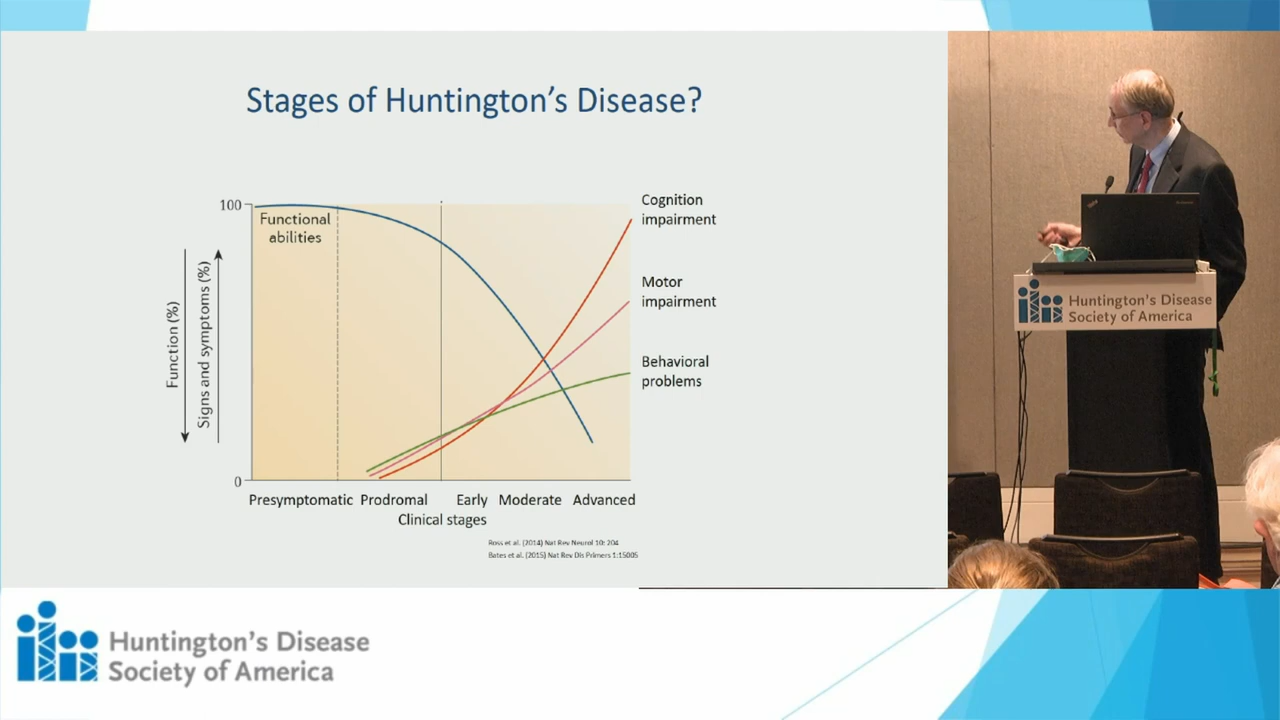 Stages of Huntington's Disease?
100
Functional
abilities
Function (%)
Signs and symptoms (%)
0
Cognition
impairment
Motor
impairment
Behavioral
problems
Presymptomatic Prodromal Early Moderate Advanced
Clinical stages
Ross et al. (2014) Nat Rev Neurol 10: 204
Bates et al. (2015) Nat Rev Dis Primers 1:15005
Huntington's Disease
Society of America
Huntington's Disease
Society of America